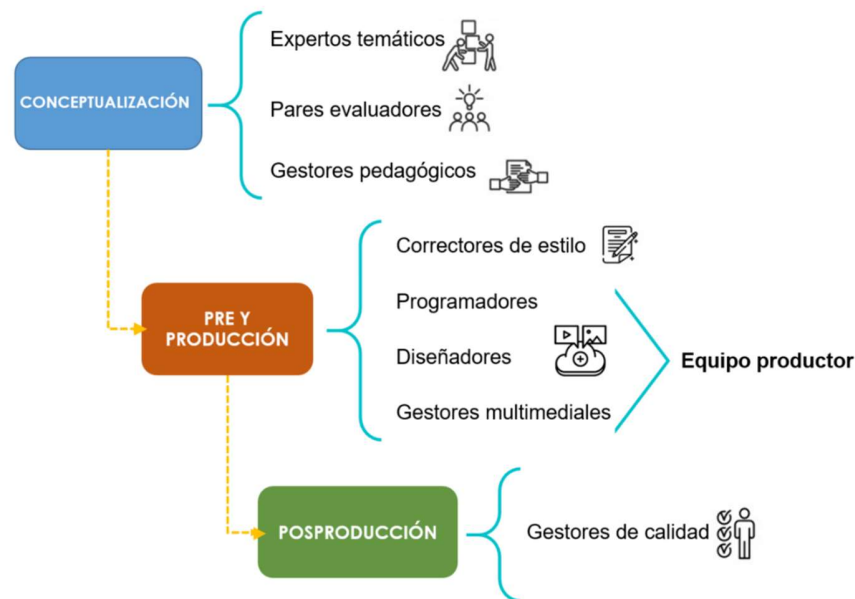 CONCEPTUALIZACIÓN
Expertos temáticos
Pares evaluadores
Gestores pedagógicos
PRE Y
PRODUCCIÓN
Correctores de estilo
Programadores
Diseñadores
Gestores multimediales
Equipo productor
POSPRODUCCIÓN
Gestores de calidad